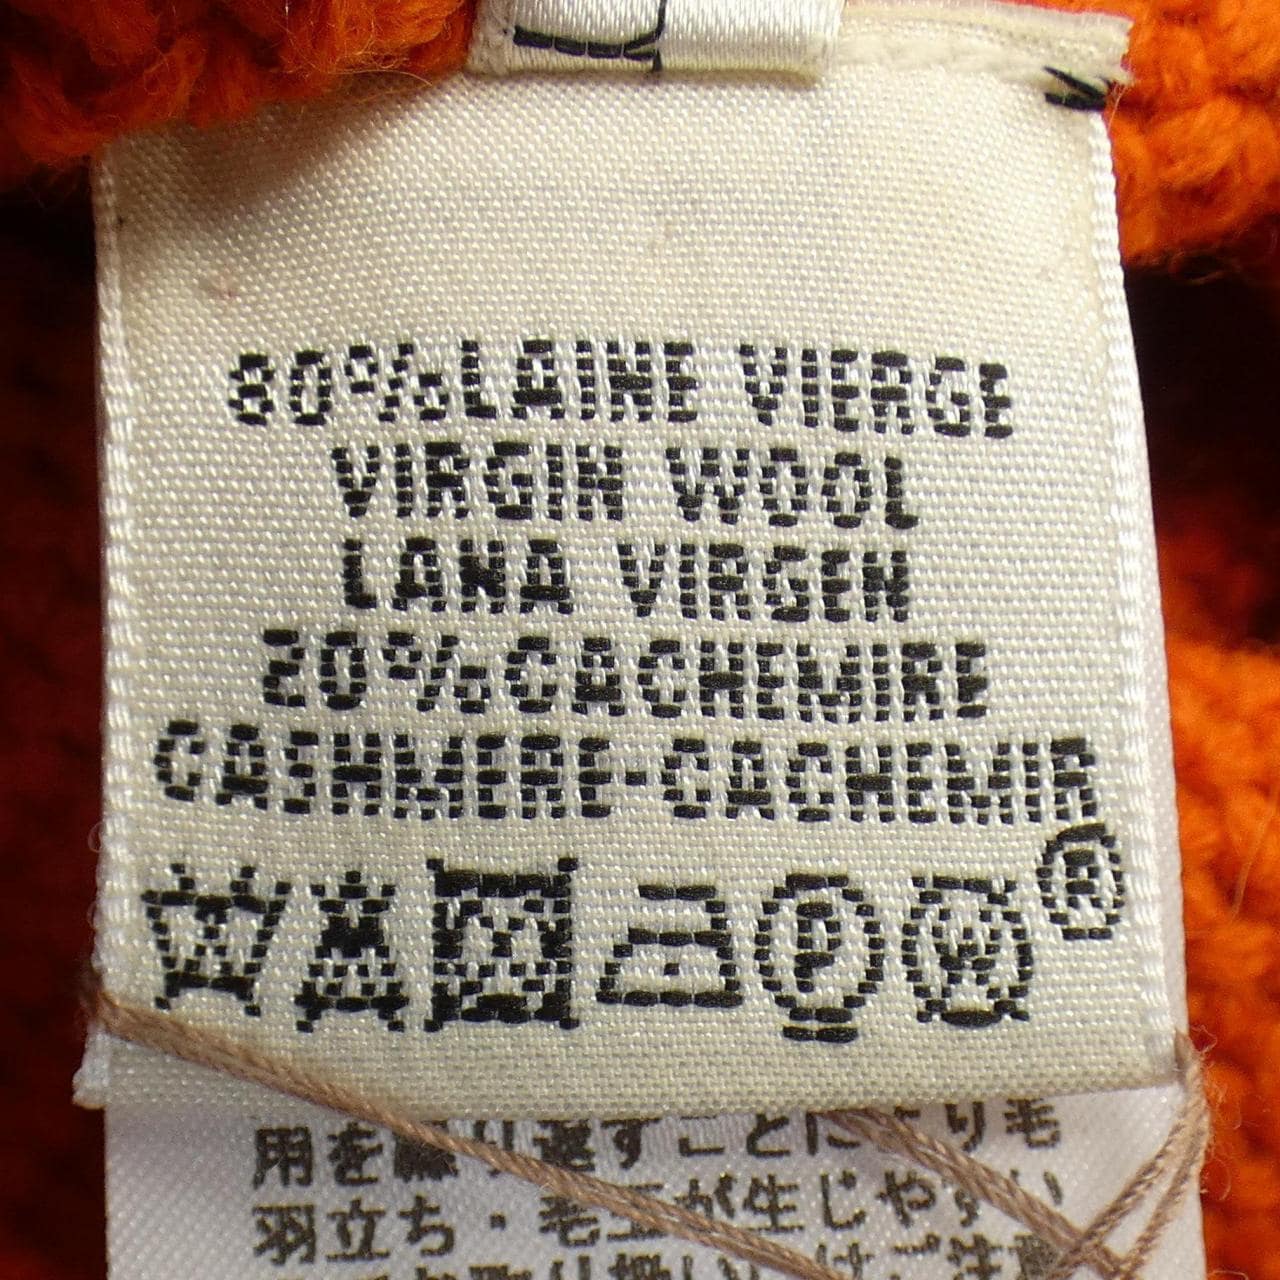 80%LAINE VIERGE
VIRGIN WOOL
LANA VIRGEN
20%CACHEMIRE
CASHMERE-CACHEMIR
P W R
用を繰り返すことにより毛
羽立ち・毛玉が生じやすい